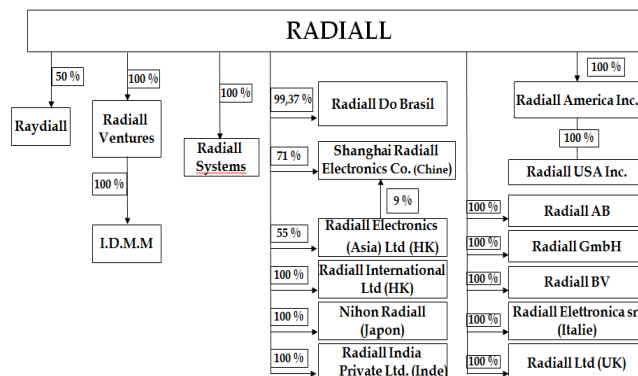 RADIALL
50 %
100 %
100 %
99,37 %
100 %
Raydiall
Radiall
Ventures
Radiall
Systems
Radiall Do Brasil
Radiall America Inc.
100 %
71 %
Shanghai Radiall
Electronics Co. (Chine)
100 %
Radiall USA Inc.
100 %
9 %
I.D.M.M
55 %
Radiall Electronics
(Asia) Ltd (HK)
100 %
Radiall International
Ltd (HK)
100 %
Nihon Radiall
(Japon)
100 %
Radiall India
Private Ltd. (Inde)
100 %
Radiall AB
100 %
Radiall GmbH
100 %
Radiall BV
100 %
Radiall Elettronica sr
(Italie)
100 %
Radiall Ltd (UK)